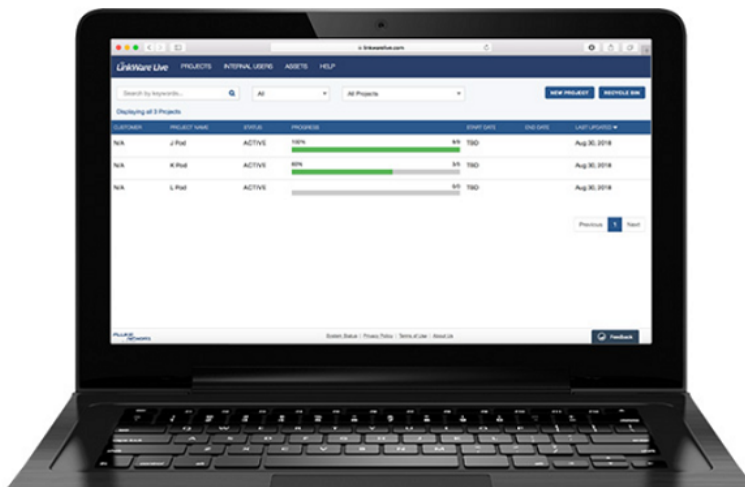 linkwarelive.com
LinkWare Live PROJECTS INTERNAL USERS ASSETS HELP
Search by keywords... All All Projects NEW PROJECT RECYCLE BIN
Displaying all 3 Projects
CUSTOMER PROJECT NAME STATUS PROGRESS START DATE END DATE LAST UPDATED
N/A J Pod ACTIVE 100% TBD Aug 30, 2018
N/A K Pod ACTIVE 60% 3/5 TBD Aug 30, 2018
N/A L Pod ACTIVE TBD Aug 30, 2018
Previous 1 Next
FLUKE networks System Status | Privacy Policy | Terms of Use | About Us Feedback